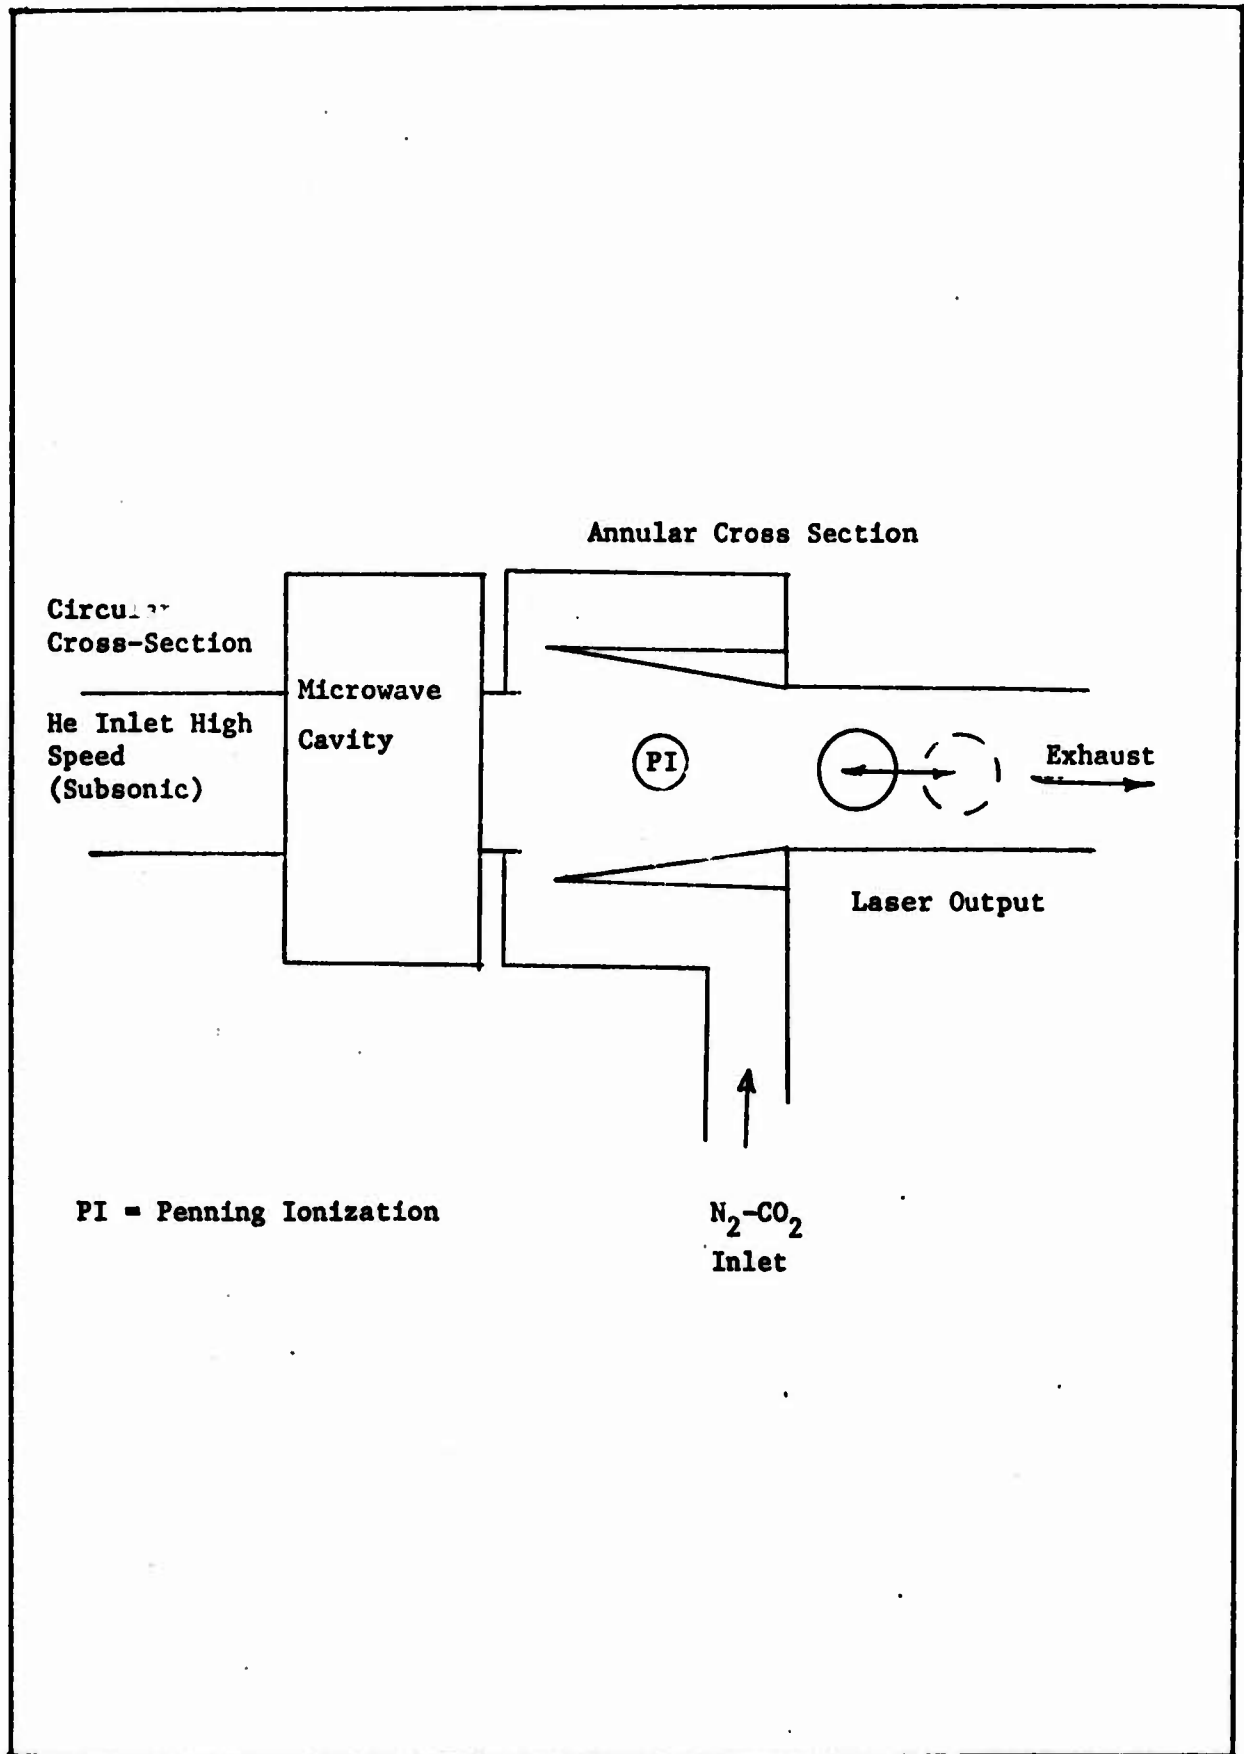 Annular Cross Section
Cross-Section
Microwave
Cavity
He Inlet High
Speed
(Subsonic)
PI
Exhaust
Laser Output
PI = Penning Ionization
N₂-CO₂
Inlet